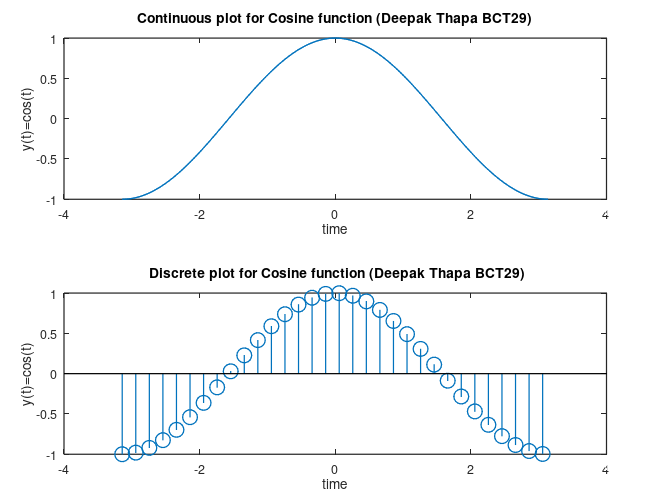 Continuous plot for Cosine function (Deepak Thapa BCT29)
1
0.5
0
-0.5
-1
y(t)=cos(t)
-4 -2 0 2 4
time
Discrete plot for Cosine function (Deepak Thapa BCT29)
1
0.5
0
-0.5
-1
y(t)=cos(t)
-4 -2 0 2 4
time